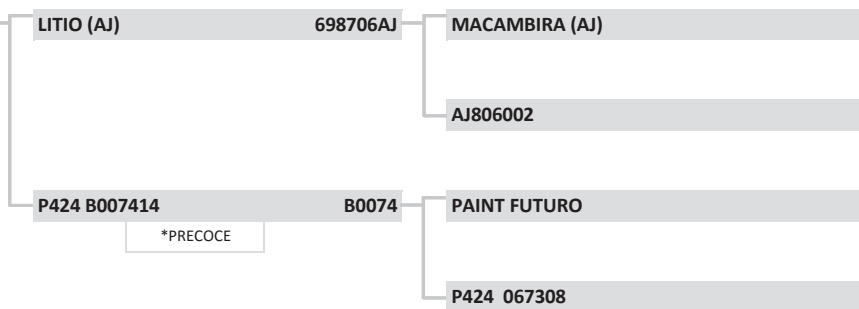 LITIO (AJ) 698706AJ MACAMBIRA (AJ)
AJ806002
P424 B007414 B0074 PAINT FUTURO
*PRECOCE
P424 067308